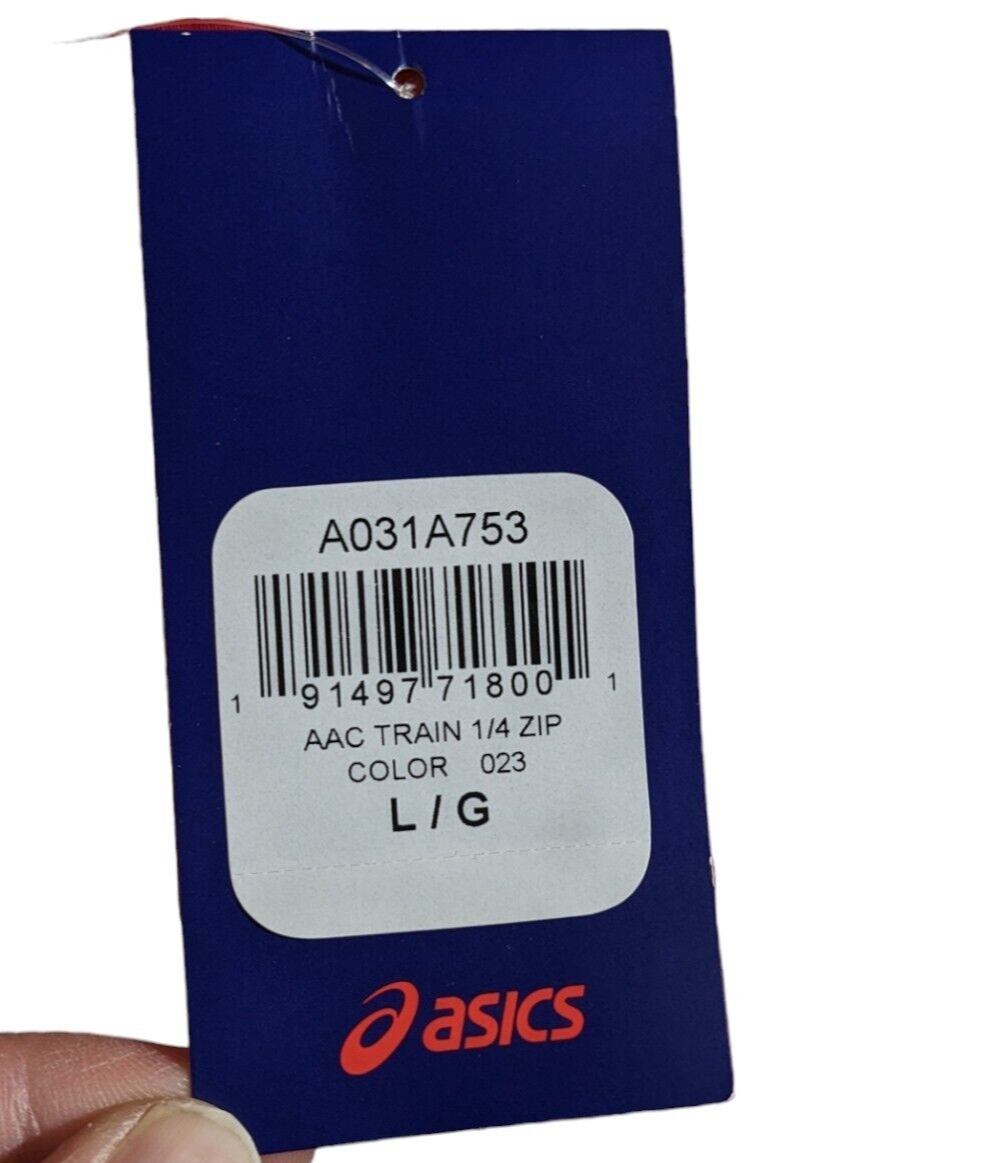 A031A753
1 91497 71800 1
AAC TRAIN 1/4 ZIP
COLOR 023
L / G
asics